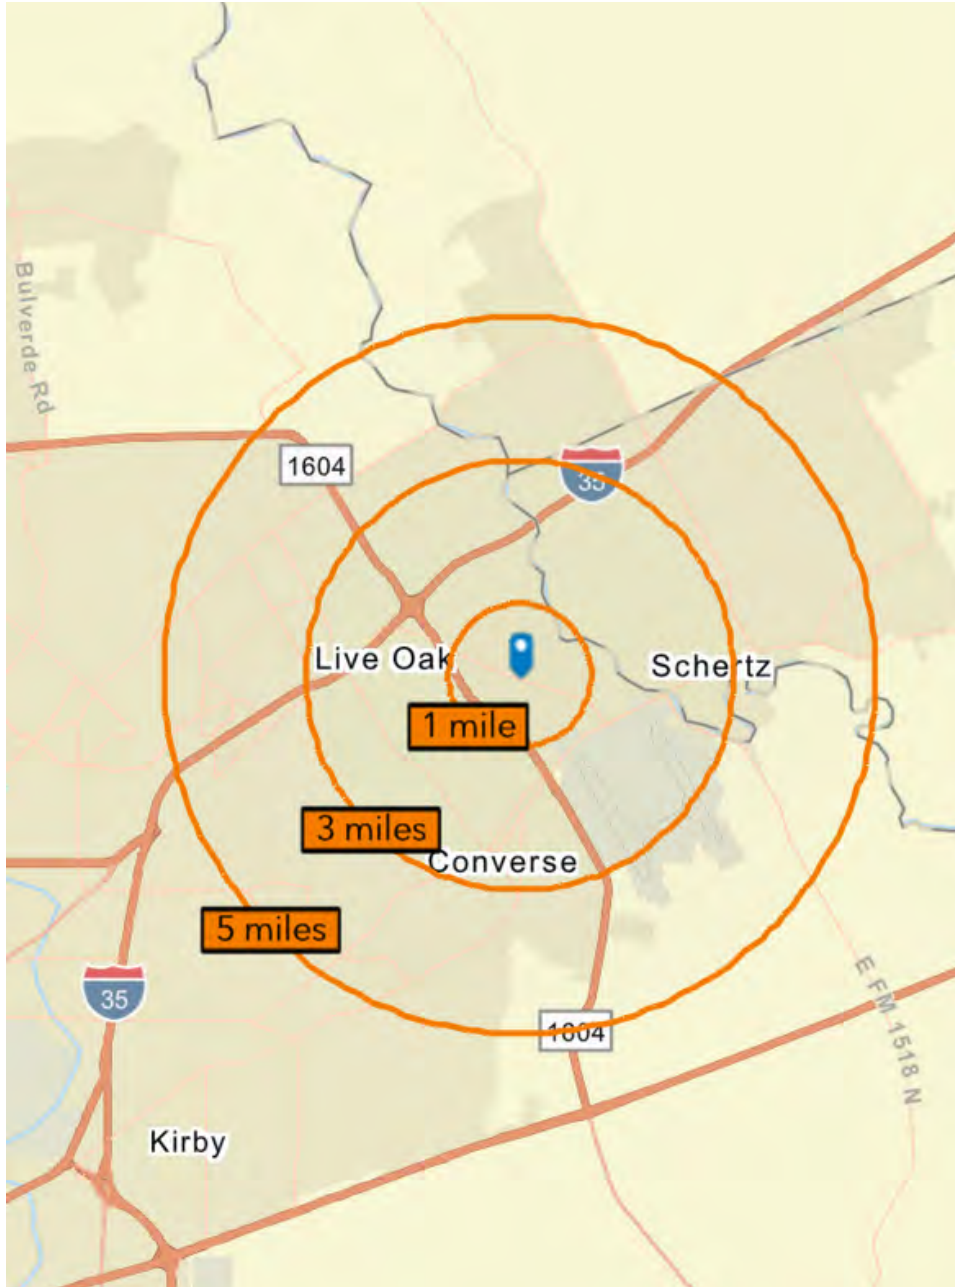 Bulverde Rd
1604
35
Live Oak
Schertz
1 mile
3 miles
Converse
5 miles
35
E FM 1518 N
1604
Kirby